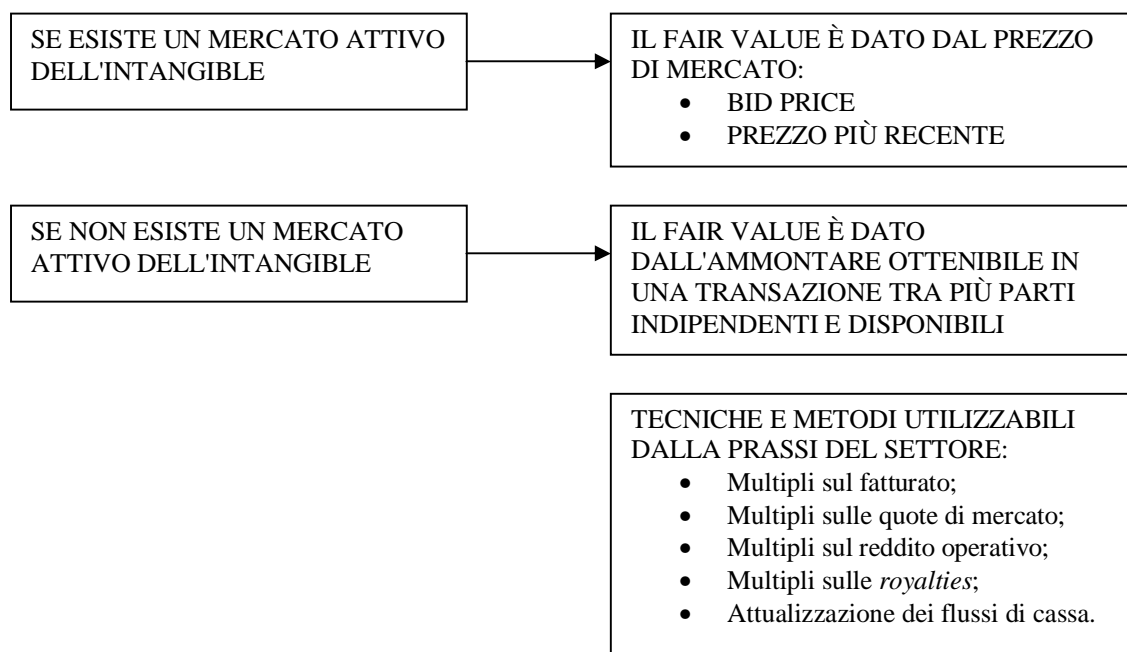 SE ESISTE UN MERCATO ATTIVO
DELL'INTANGIBLE
IL FAIR VALUE È DATO DAL PREZZO
DI MERCATO:
• BID PRICE
• PREZZO PIÙ RECENTE
SE NON ESISTE UN MERCATO
ATTIVO DELL'INTANGIBLE
IL FAIR VALUE È DATO
DALL'AMMONTARE OTTENIBILE IN
UNA TRANSAZIONE TRA PIÙ PARTI
INDIPENDENTI E DISPONIBILI
TECNICHE E METODI UTILIZZABILI
DALLA PRASSI DEL SETTORE:
• Multipli sul fatturato;
• Multipli sulle quote di mercato;
• Multipli sul reddito operativo;
• Multipli sulle royalties;
• Attualizzazione dei flussi di cassa.